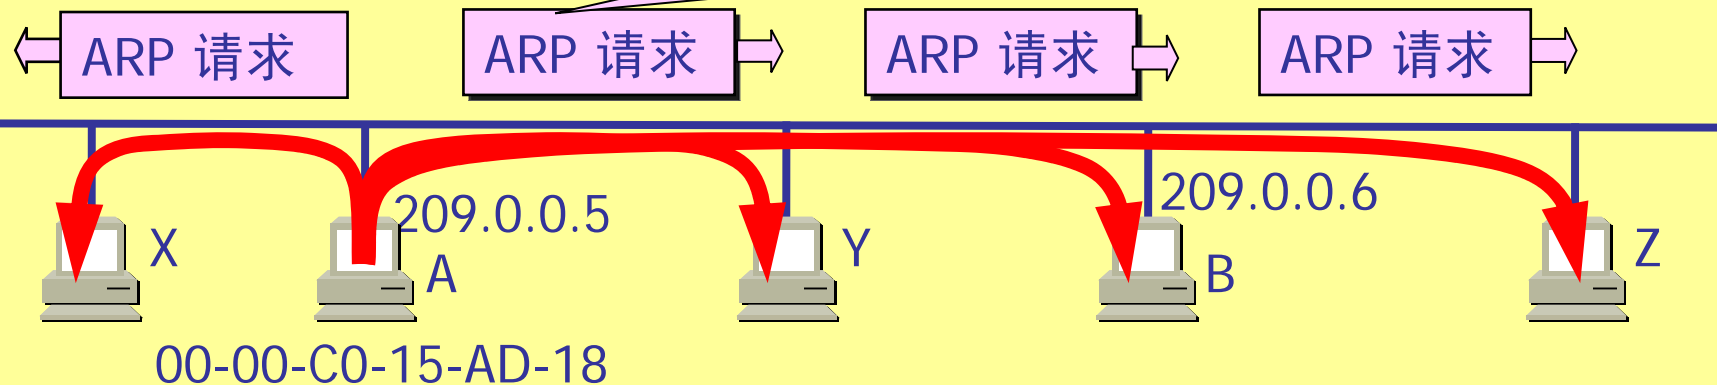 ARP 请求
ARP 请求
ARP 请求
ARP 请求
209.0.0.5
209.0.0.6
X
A
Y
B
Z
00-00-C0-15-AD-18